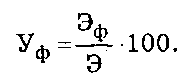 Уф = Эф/Э · 100.